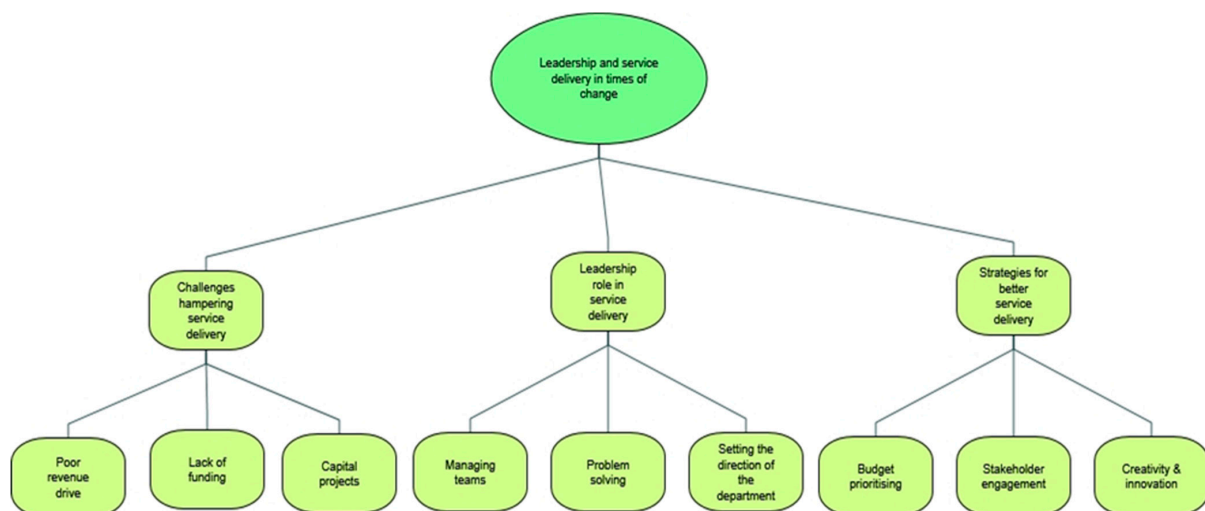 Leadership and service
delivery in times of
change
Challenges
hampering
service
delivery
Leadership
role in
service
delivery
Strategies for
better
service
delivery
Poor
revenue
drive
Lack of
funding
Capital
projects
Managing
teams
Problem
solving
Setting the
direction of
the
department
Budget
prioritising
Stakeholder
engagement
Creativity &
innovation